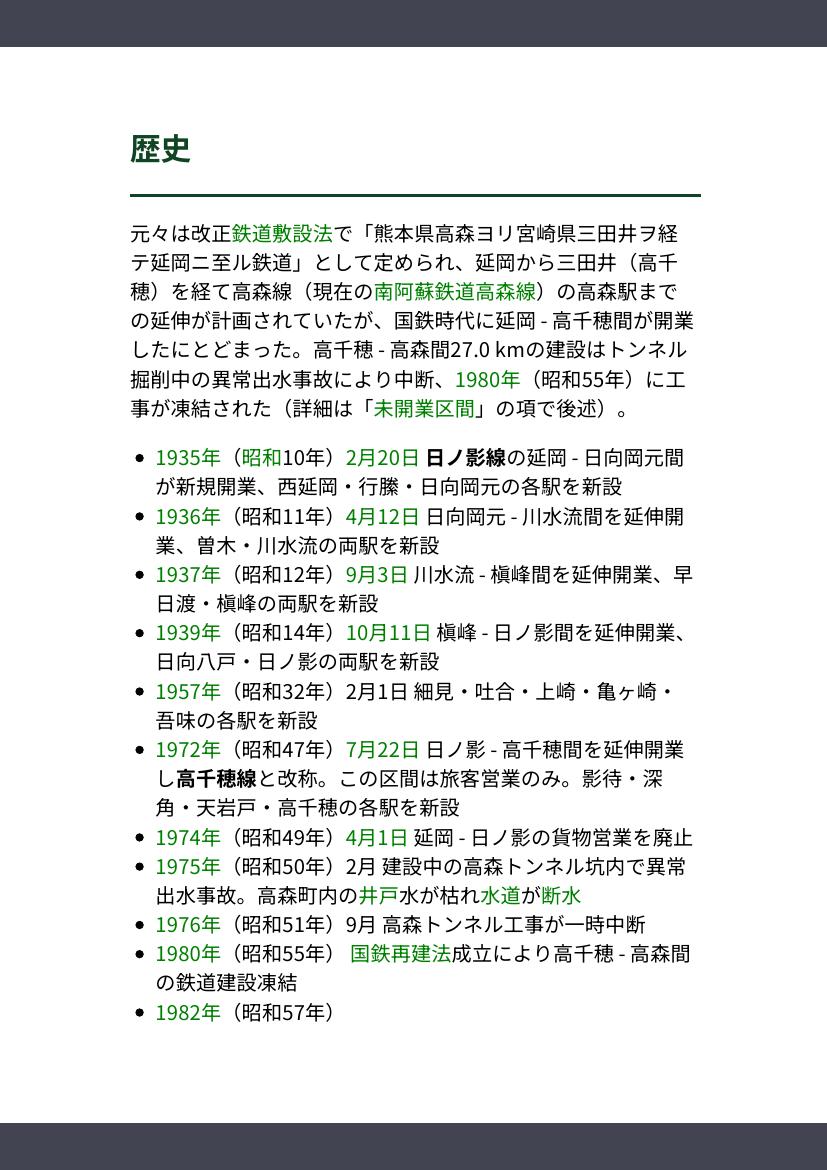 歴史
元々は改正鉄道敷設法で「熊本県高森ヨリ宮崎県三田井ヲ経
テ延岡ニ至ル鉄道」として定められ、延岡から三田井（高千
穂）を経て高森線（現在の南阿蘇鉄道高森線）の高森駅まで
の延伸が計画されていたが、国鉄時代に延岡 - 高千穂間が開業
したにとどまった。高千穂 - 高森間27.0 kmの建設はトンネル
掘削中の異常出水事故により中断、1980年（昭和55年）に工
事が凍結された（詳細は「未開業区間」の項で後述）。
• 1935年（昭和10年）2月20日 日ノ影線の延岡 - 日向岡元間
が新規開業、西延岡・行縢・日向岡元の各駅を新設
• 1936年（昭和11年）4月12日 日向岡元 - 川水流間を延伸開
業、曽木・川水流の両駅を新設
• 1937年（昭和12年）9月3日 川水流 - 槇峰間を延伸開業、早
日渡・槇峰の両駅を新設
• 1939年（昭和14年）10月11日 槇峰 - 日ノ影間を延伸開業、
日向八戸・日ノ影の両駅を新設
• 1957年（昭和32年）2月1日 細見・吐合・上崎・亀ヶ崎・
吾味の各駅を新設
• 1972年（昭和47年）7月22日 日ノ影 - 高千穂間を延伸開業
し高千穂線と改称。この区間は旅客営業のみ。影待・深
角・天岩戸・高千穂の各駅を新設
• 1974年（昭和49年）4月1日 延岡 - 日ノ影の貨物営業を廃止
• 1975年（昭和50年）2月 建設中の高森トンネル坑内で異常
出水事故。高森町内の井戸水が枯れ水道が断水
• 1976年（昭和51年）9月 高森トンネル工事が一時中断
• 1980年（昭和55年） 国鉄再建法成立により高千穂 - 高森間
の鉄道建設凍結
• 1982年（昭和57年）